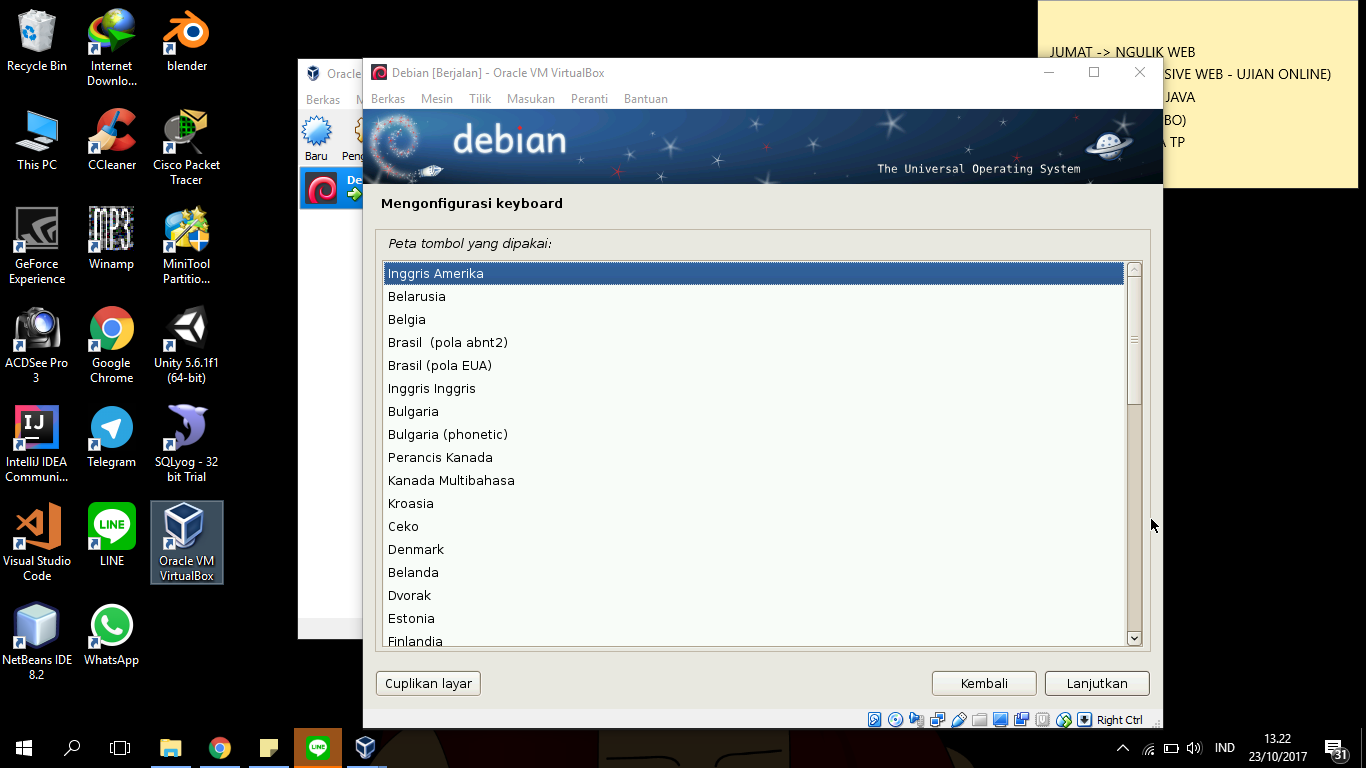 Recycle Bin
Internet
Downlo...
blender
This PC
CCleaner
Cisco Packet
Tracer
GeForce
Experience
MP3
Winamp
MiniTool
Partitio...
ACDSee Pro
3
Google
Chrome
Unity 5.6.1f1
(64-bit)
IJ
IntelliJ IDEA
Communi...
Telegram
SQLyog - 32
bit Trial
Visual Studio
Code
LINE
LINE
Oracle VM
VirtualBox
NetBeans IDE
8.2
WhatsApp
JUMAT -> NGULIK WEB
SIVE WEB - UJIAN ONLINE)
JAVA
BO)
TP
Oracle
Berkas
Baru
Peng
De
Debian [Berjalan] - Oracle VM VirtualBox
Berkas
Mesin
Tilik
Masukan
Peranti
Bantuan
debian
The Universal Operating System
Mengonfigurasi keyboard
Peta tombol yang dipakai:
Inggris Amerika
Belarusia
Belgia
Brasil  (pola abnt2)
Brasil (pola EUA)
Inggris Inggris
Bulgaria
Bulgaria (phonetic)
Perancis Kanada
Kanada Multibahasa
Kroasia
Ceko
Denmark
Belanda
Dvorak
Estonia
Finlandia
Cuplikan layar
Kembali
Lanjutkan
Right Ctrl
LINE
IND
13.22
23/10/2017
31